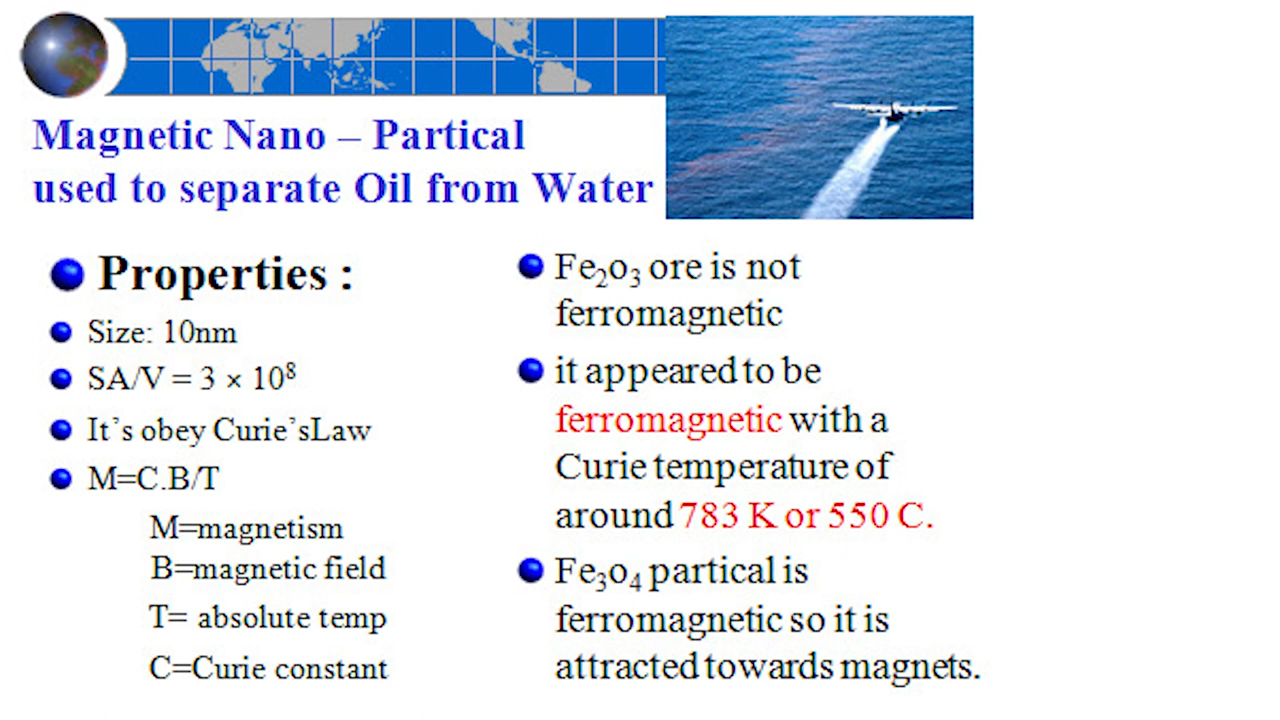 Magnetic Nano – Partical
used to separate Oil from Water
Properties :
Size: 10nm
SA/V = 3 × 10⁸
It's obey Curie'sLaw
M=C.B/T
M=magnetism
B=magnetic field
T= absolute temp
C=Curie constant
Fe₂o₃ ore is not
ferromagnetic
it appeared to be
ferromagnetic with a
Curie temperature of
around 783 K or 550 C.
Fe₃o₄ partical is
ferromagnetic so it is
attracted towards magnets.